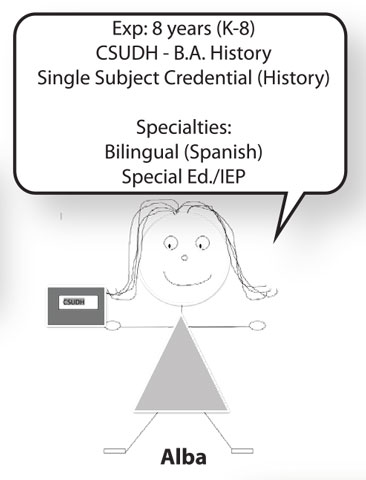 Exp: 8 years (K-8)
CSUDH - B.A. History
Single Subject Credential (History)
Specialties:
Bilingual (Spanish)
Special Ed./IEP
CSUDH
Alba